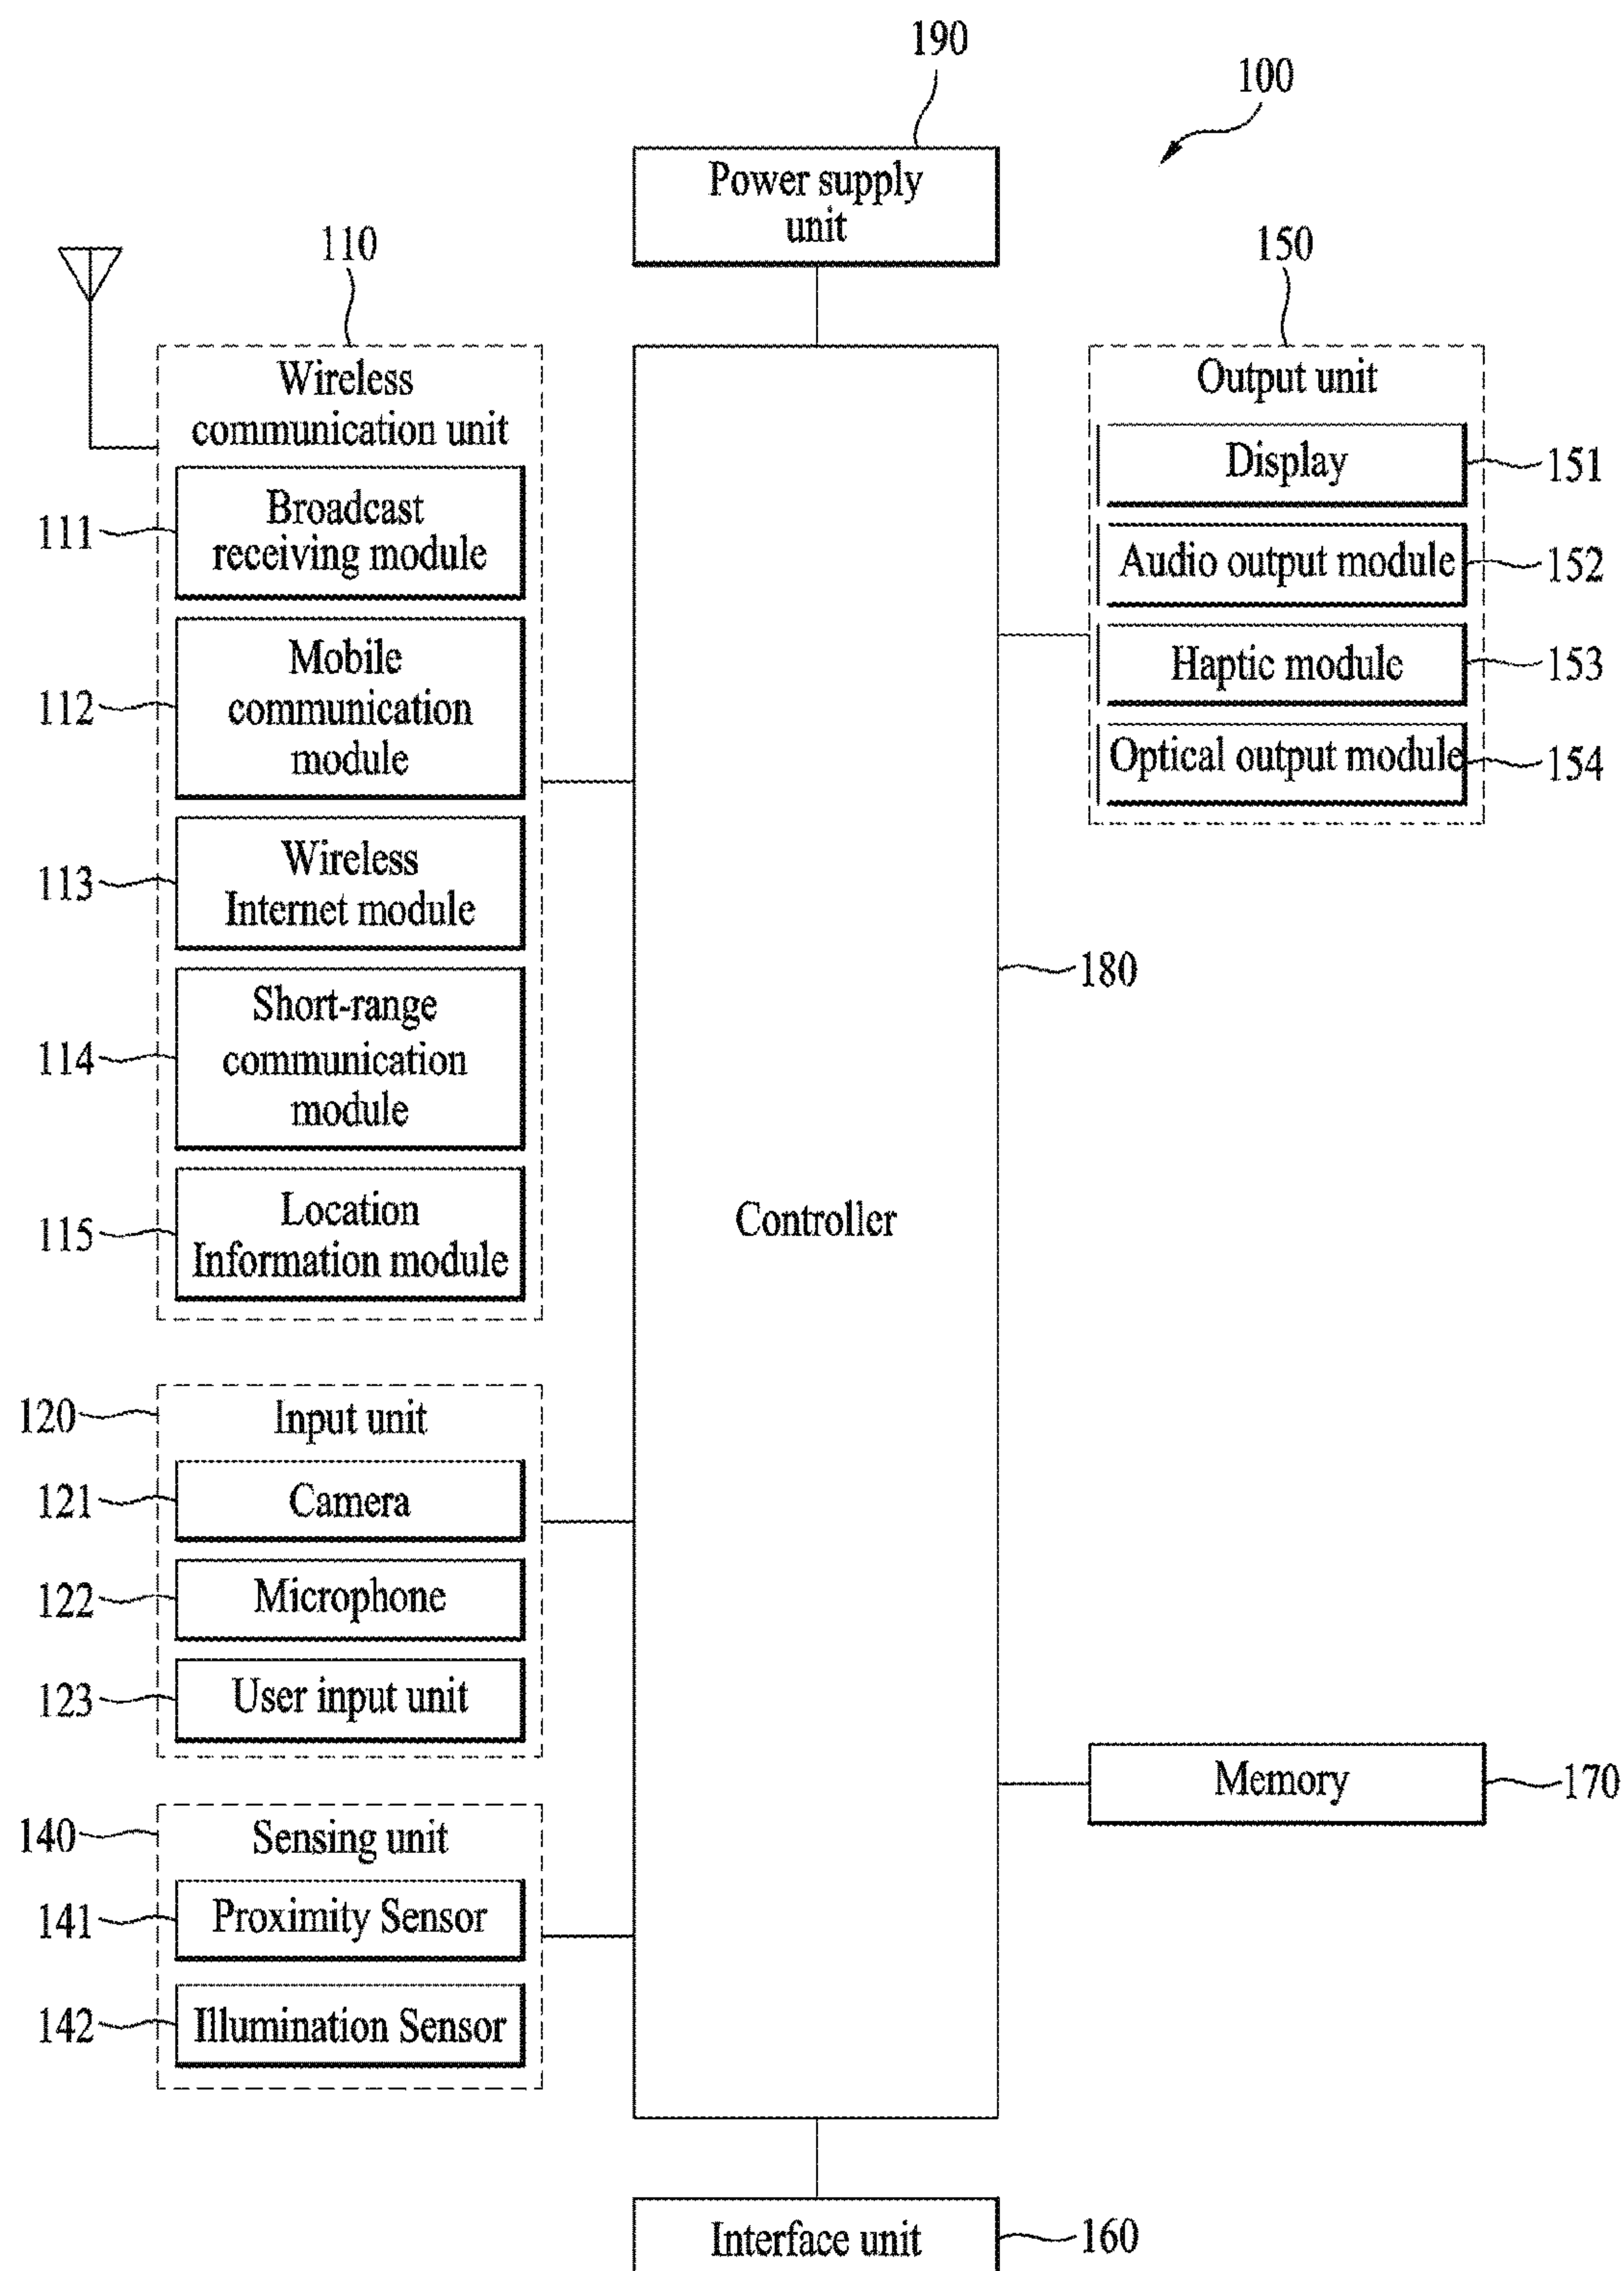 190
100
Power supply
unit
110
150
Wireless
communication unit
111
Broadcast
receiving module
112
Mobile
communication
module
113
Wireless
Internet module
114
Short-range
communication
module
115
Location
Information module
Output unit
Display
151
Audio output module
152
Haptic module
153
Optical output module
154
180
Controller
120
Input unit
121
Camera
122
Microphone
123
User input unit
140
Sensing unit
141
Proximity Sensor
142
Illumination Sensor
Memory
170
Interface unit
160